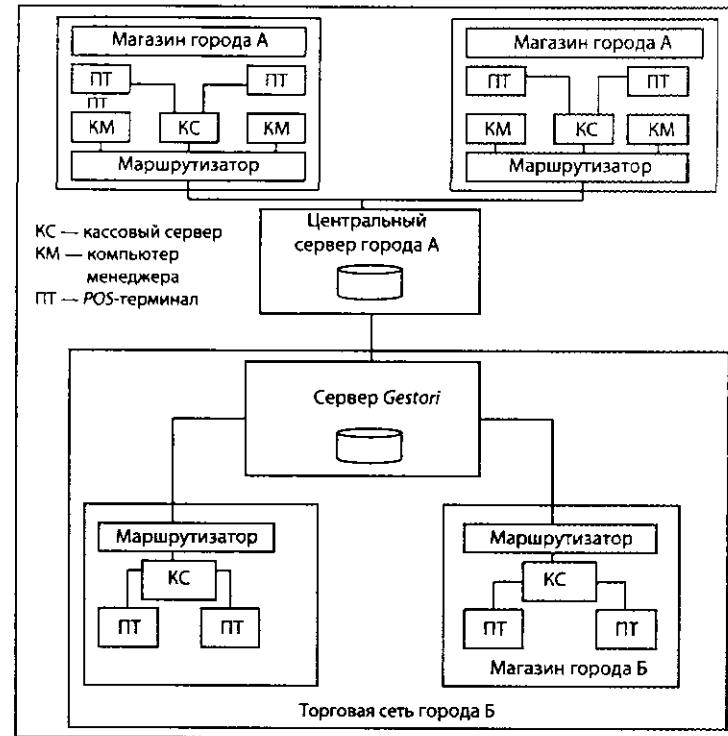 Магазин города А
ПТ
ПТ
ПТ
КМ
КС
КМ
Маршрутизатор
Магазин города А
ПТ
ПТ
КМ
КС
КМ
Маршрутизатор
КС — кассовый сервер
КМ — компьютер
менеджера
ПТ — POS-терминал
Центральный
сервер города А
Сервер Gestori
Маршрутизатор
КС
ПТ
ПТ
Маршрутизатор
КС
ПТ
ПТ
Магазин города Б
Торговая сеть города Б